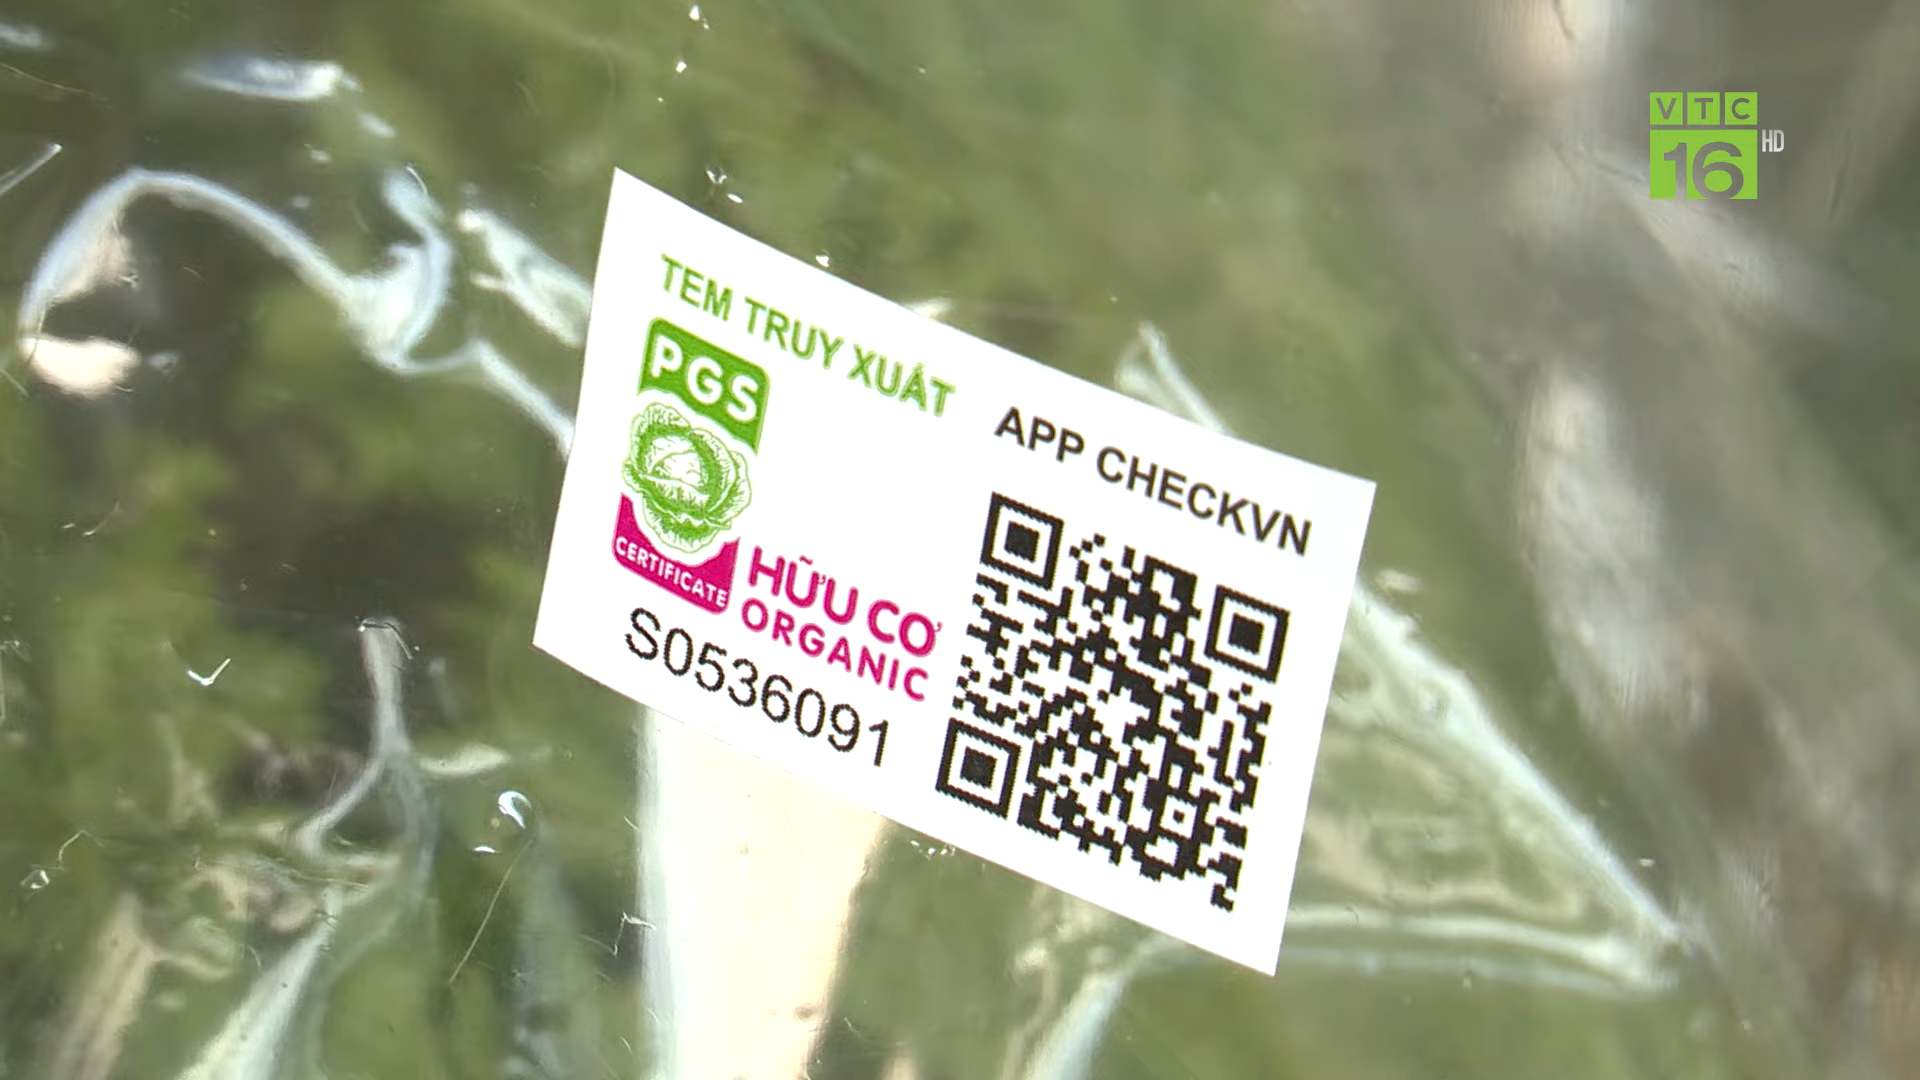 VTC
16 HD
TEM TRUY XUẤT
PGS
CERTIFICATE
HỮU CƠ
ORGANIC
S0536091
APP CHECKVN